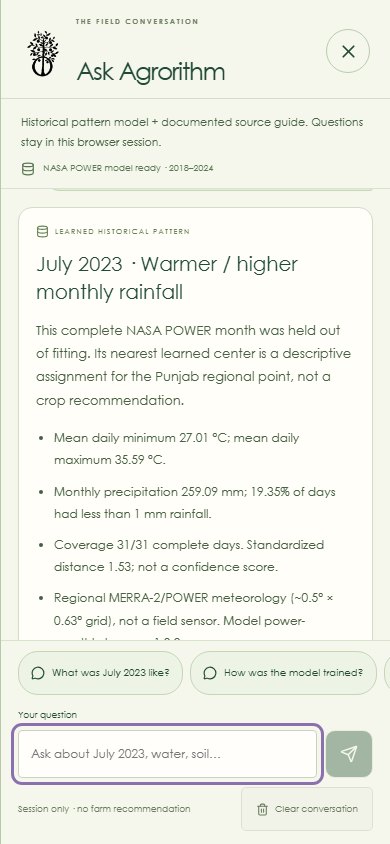 THE FIELD CONVERSATION
Ask Agrorithm
Historical pattern model + documented source guide. Questions
stay in this browser session.
NASA POWER model ready · 2018–2024
LEARNED HISTORICAL PATTERN
July 2023 · Warmer / higher
monthly rainfall
This complete NASA POWER month was held out
of fitting. Its nearest learned center is a descriptive
assignment for the Punjab regional point, not a
crop recommendation.
• Mean daily minimum 27.01 °C; mean daily
maximum 35.59 °C.
• Monthly precipitation 259.09 mm; 19.35% of days
had less than 1 mm rainfall.
• Coverage 31/31 complete days. Standardized
distance 1.53; not a confidence score.
• Regional MERRA-2/POWER meteorology (~0.5° ×
0.63° grid), not a field sensor. Model power-
What was July 2023 like?
How was the model trained?
Your question
Ask about July 2023, water, soil…
Session only · no farm recommendation
Clear conversation